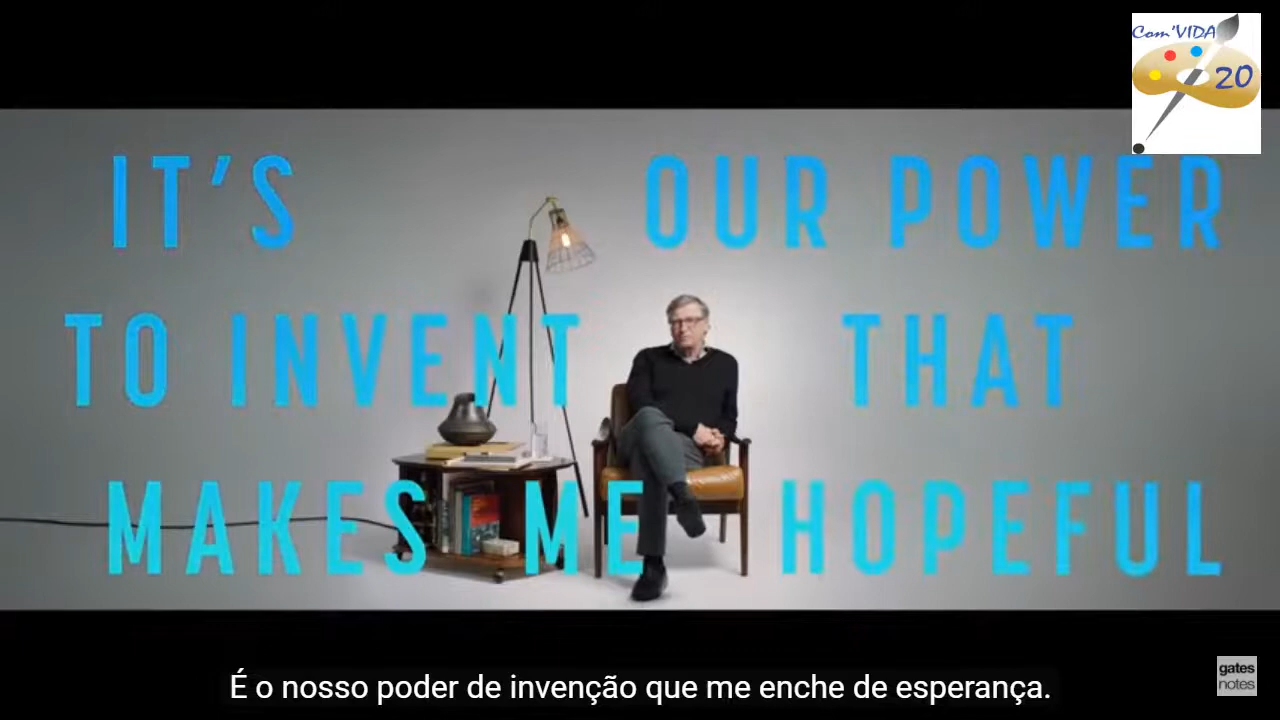 Com'VIDA
20
IT'S OUR POWER
TO INVENT THAT
MAKES ME HOPEFUL
É o nosso poder de invenção que me enche de esperança.
gates
notes